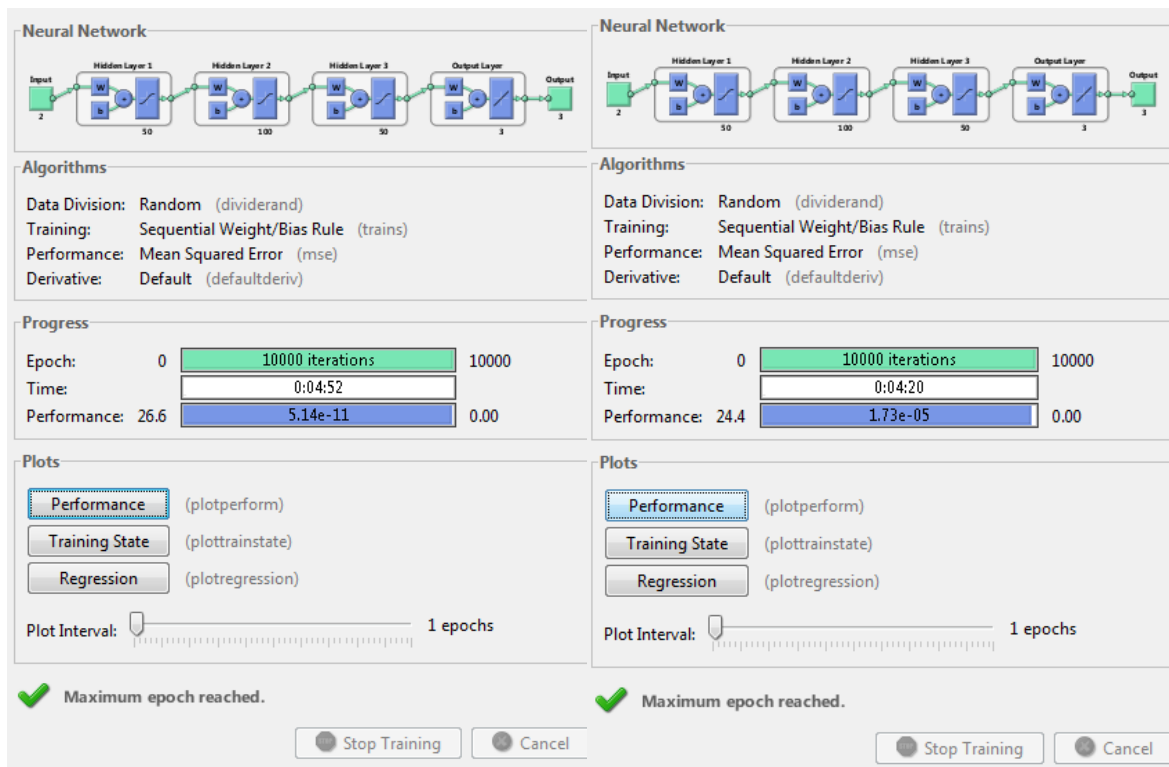 Neural Network
Hidden Layer 1 Hidden Layer 2 Hidden Layer 3 Output Layer
Input Output
W W W W
b b b b
2 50 100 50 3 3
Algorithms
Data Division: Random (dividerand)
Training: Sequential Weight/Bias Rule (trains)
Performance: Mean Squared Error (mse)
Derivative: Default (defaultderiv)
Progress
Epoch: 0 10000 iterations 10000
Time: 0:04:52
Performance: 26.6 5.14e-11 0.00
Plots
Performance (plotperform)
Training State (plottrainstate)
Regression (plotregression)
Plot Interval: 1 epochs
Maximum epoch reached.
Stop Training Cancel
Neural Network
Hidden Layer 1 Hidden Layer 2 Hidden Layer 3 Output Layer
Input Output
W W W W
b b b b
2 50 100 50 3 3
Algorithms
Data Division: Random (dividerand)
Training: Sequential Weight/Bias Rule (trains)
Performance: Mean Squared Error (mse)
Derivative: Default (defaultderiv)
Progress
Epoch: 0 10000 iterations 10000
Time: 0:04:20
Performance: 24.4 1.73e-05 0.00
Plots
Performance (plotperform)
Training State (plottrainstate)
Regression (plotregression)
Plot Interval: 1 epochs
Maximum epoch reached.
Stop Training Cancel